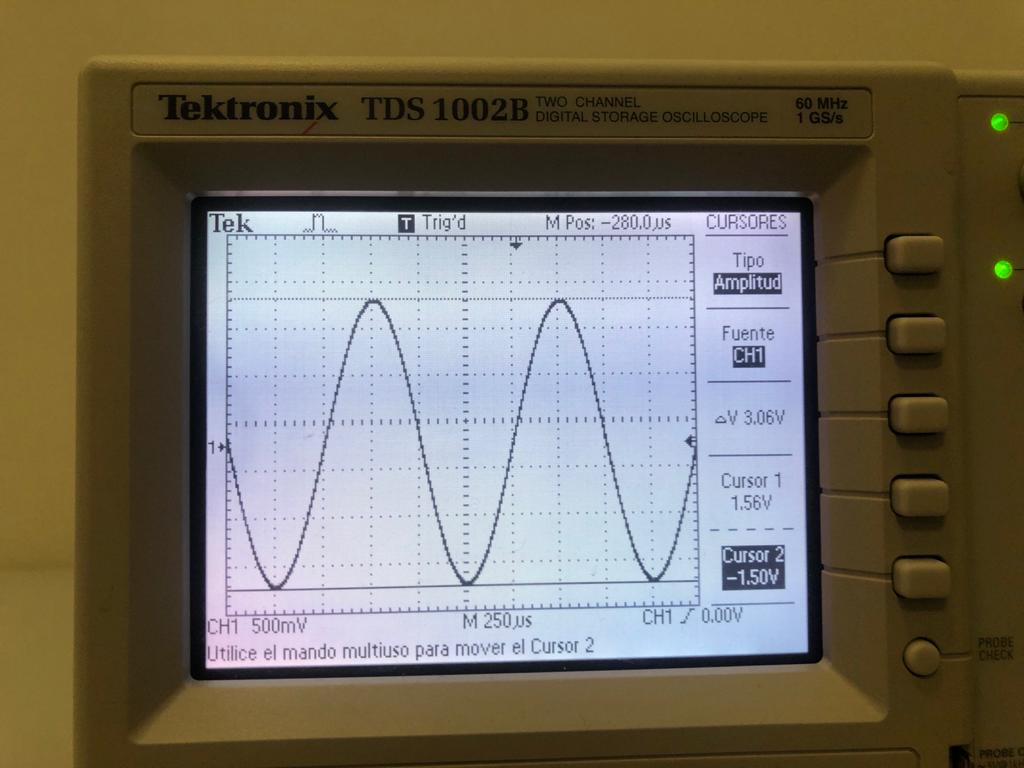 Tektronix TDS 1002B TWO CHANNEL
DIGITAL STORAGE OSCILLOSCOPE
60 MHz
1 GS/s
Tek T Trig'd M Pos: -280.0µs CURSORES
Tipo
Amplitud
Fuente
CH1
△V 3.06V
1
Cursor 1
1.56V
Cursor 2
-1.50V
CH1 500mV M 250µs CH1 0.00V
Utilice el mando multiuso para mover el Cursor 2
PROBE
CHECK